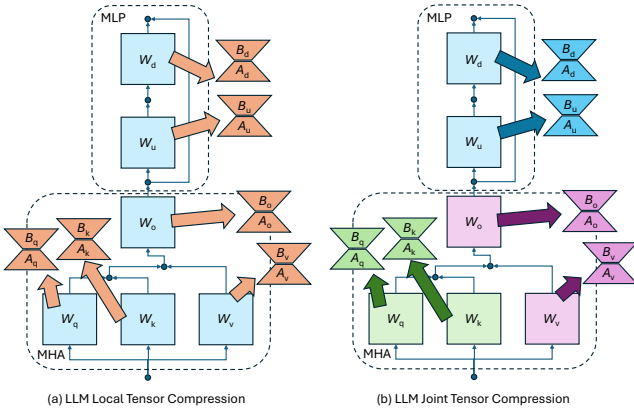 MLP
W_d
B_d
A_d
W_u
B_u
A_u
W_o
B_o
A_o
B_q
A_q
B_k
A_k
B_v
A_v
W_q
W_k
W_v
MHA
(a) LLM Local Tensor Compression
MLP
W_d
B_d
A_d
W_u
B_u
A_u
W_o
B_o
A_o
B_q
A_q
B_k
A_k
B_v
A_v
W_q
W_k
W_v
MHA
(b) LLM Joint Tensor Compression